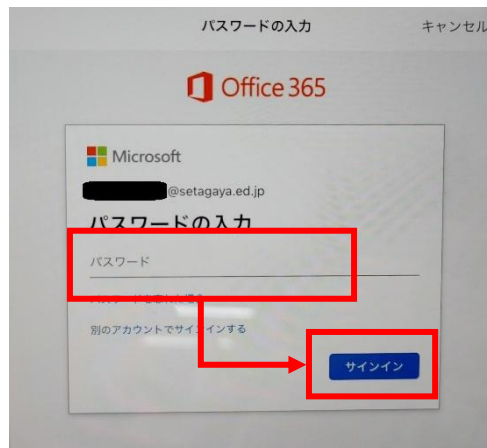 パスワードの入力 キャンセル
Office 365
Microsoft
@setagaya.ed.jp
パスワードの入力
パスワード
別のアカウントでサインインする
サインイン